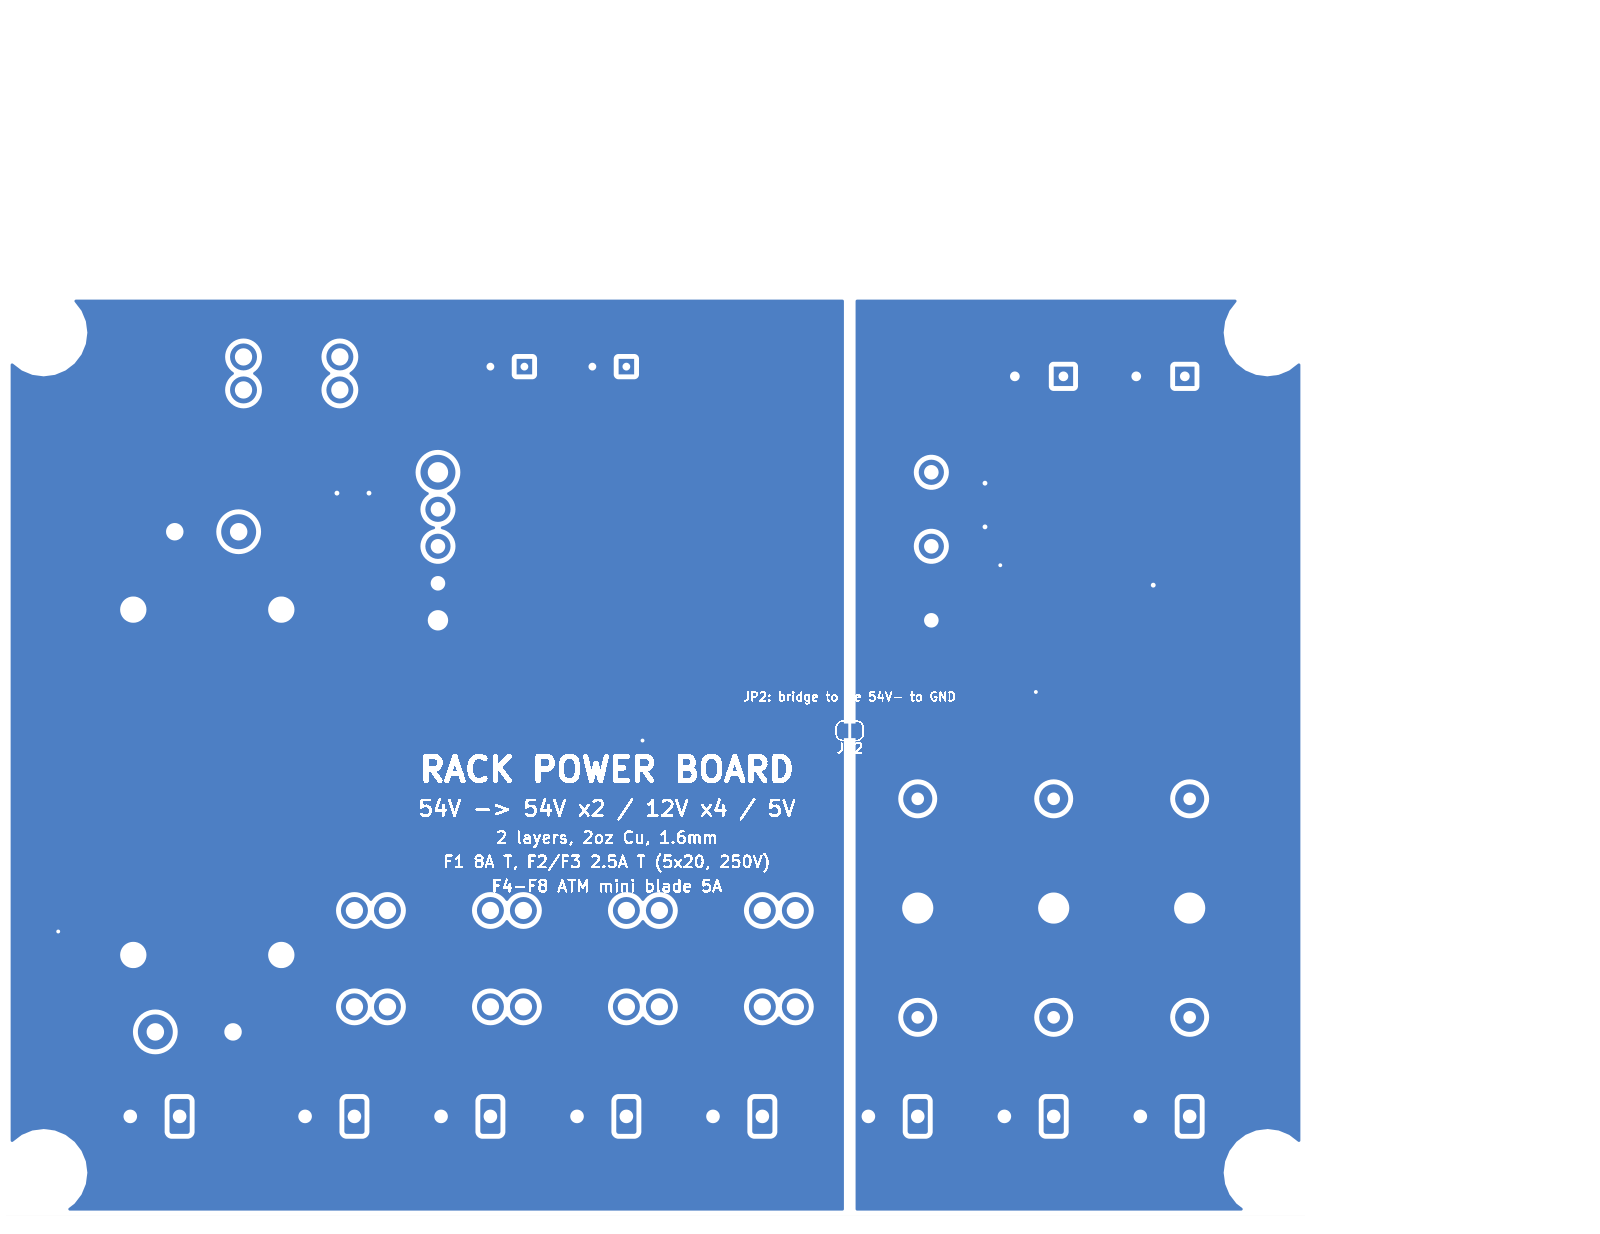 JP2: bridge to e 54V- to GND
J 2
RACK POWER BOARD
54V -> 54V x2 / 12V x4 / 5V
2 layers, 2oz Cu, 1.6mm
F1 8A T, F2/F3 2.5A T (5x20, 250V)
F4-F8 ATM mini blade 5A